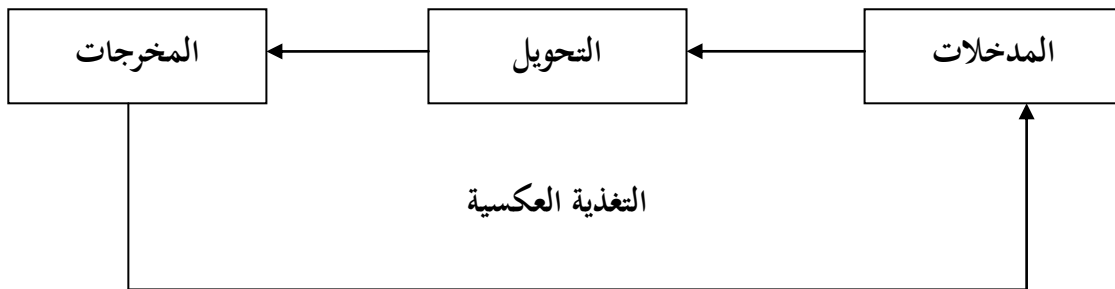 المدخلات
التحويل
المخرجات
التغذية العكسية